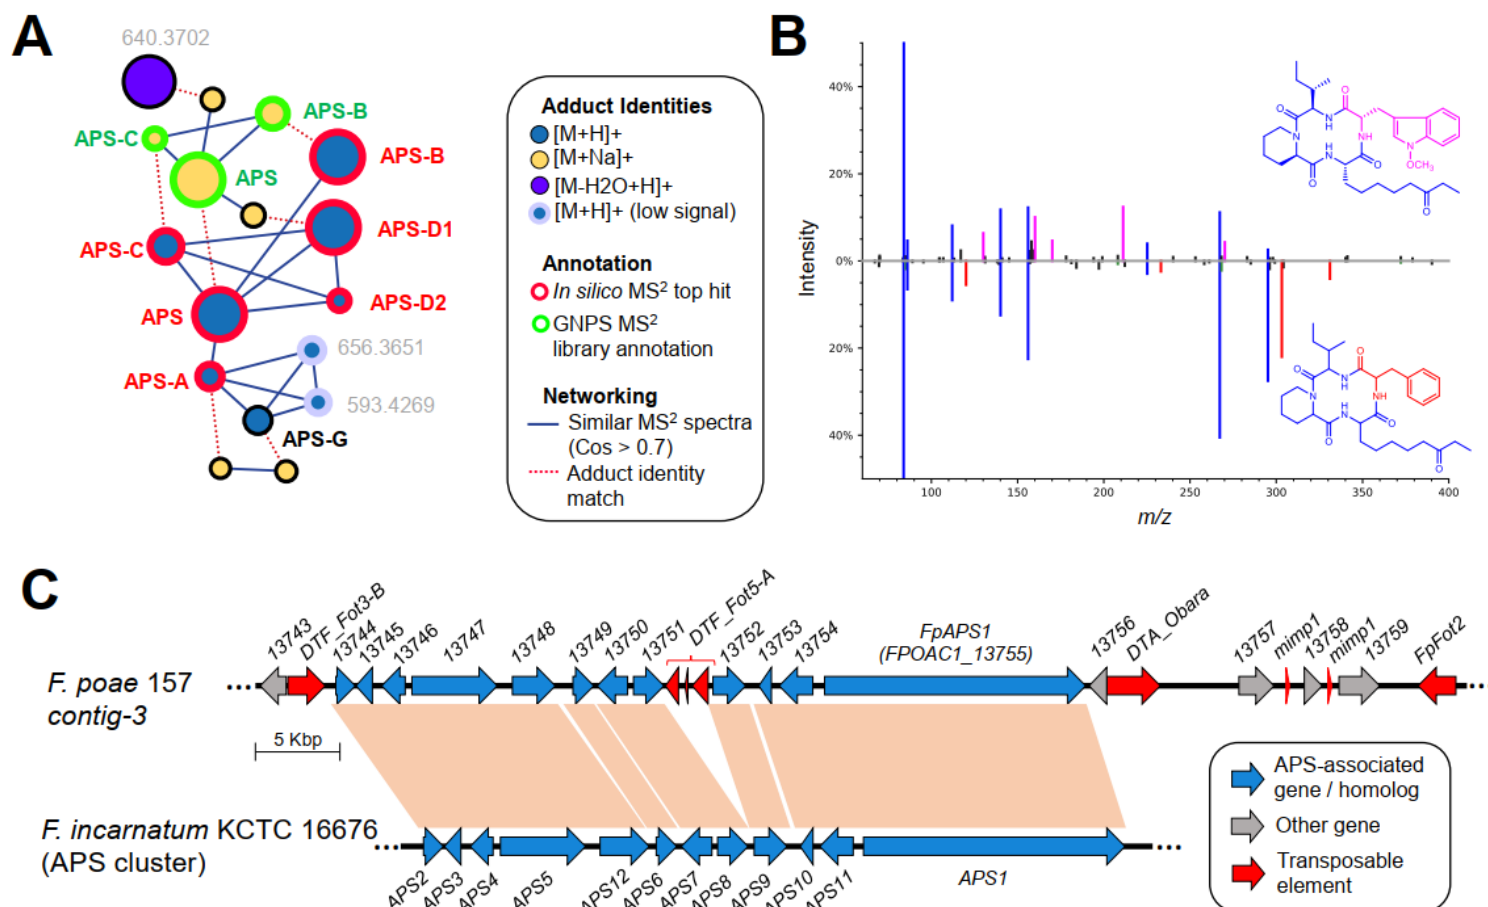 A
640.3702
APS-B
APS-C
APS-B
APS
APS-D1
APS-C
APS-D2
APS
656.3651
APS-A
593.4269
APS-G
Adduct Identities
[M+H]+
[M+Na]+
[M-H2O+H]+
[M+H]+ (low signal)
Annotation
In silico MS² top hit
GNPS MS²
library annotation
Networking
Similar MS² spectra
(Cos > 0.7)
Adduct identity
match
B
Intensity
40%
20%
0%
20%
40%
100
150
200
250
300
350
400
m/z
O
O
N
H
NH
N
H
N
O
O
N
OCH₃
O
O
O
N
H
NH
N
H
N
O
O
O
C
13743
DTF_Fot3-B
13744
13745
13746
13747
13748
13749
13750
13751
DTF_Fot5-A
13752
13753
13754
FpAPS1
(FPOAC1_13755)
13756
DTA_Obara
13757
mimp1
13758
mimp1
13759
FpFot2
F. poae 157
contig-3
5 Kbp
F. incarnatum KCTC 16676
(APS cluster)
APS2
APS3
APS4
APS5
APS12
APS6
APS7
APS8
APS9
APS10
APS11
APS1
APS-associated
gene / homolog
Other gene
Transposable
element